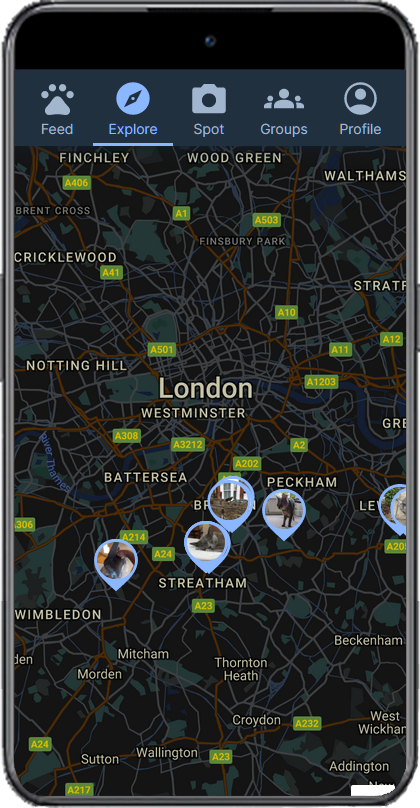 Feed Explore Spot Groups Profile
FINCHLEY WOOD GREEN
WALTHAMS
A406
BRENT CROSS A1 A503
FINSBURY PARK
CRICKLEWOOD
A41
STRATF
A10
A501 A11 A12
NOTTING HILL
London A1203
WESTMINSTER
GRE
A308 A3212 A2
River Thames
A202
BATTERSEA PECKHAM
BR N LE
A306
A214
A24 A20
STREATHAM
A23
WIMBLEDON
Beckenham
den Mitcham
Thornton
Heath
Morden
Croydon A232 West
Wickham
A24
Sutton Wallington A23
Addington
A217